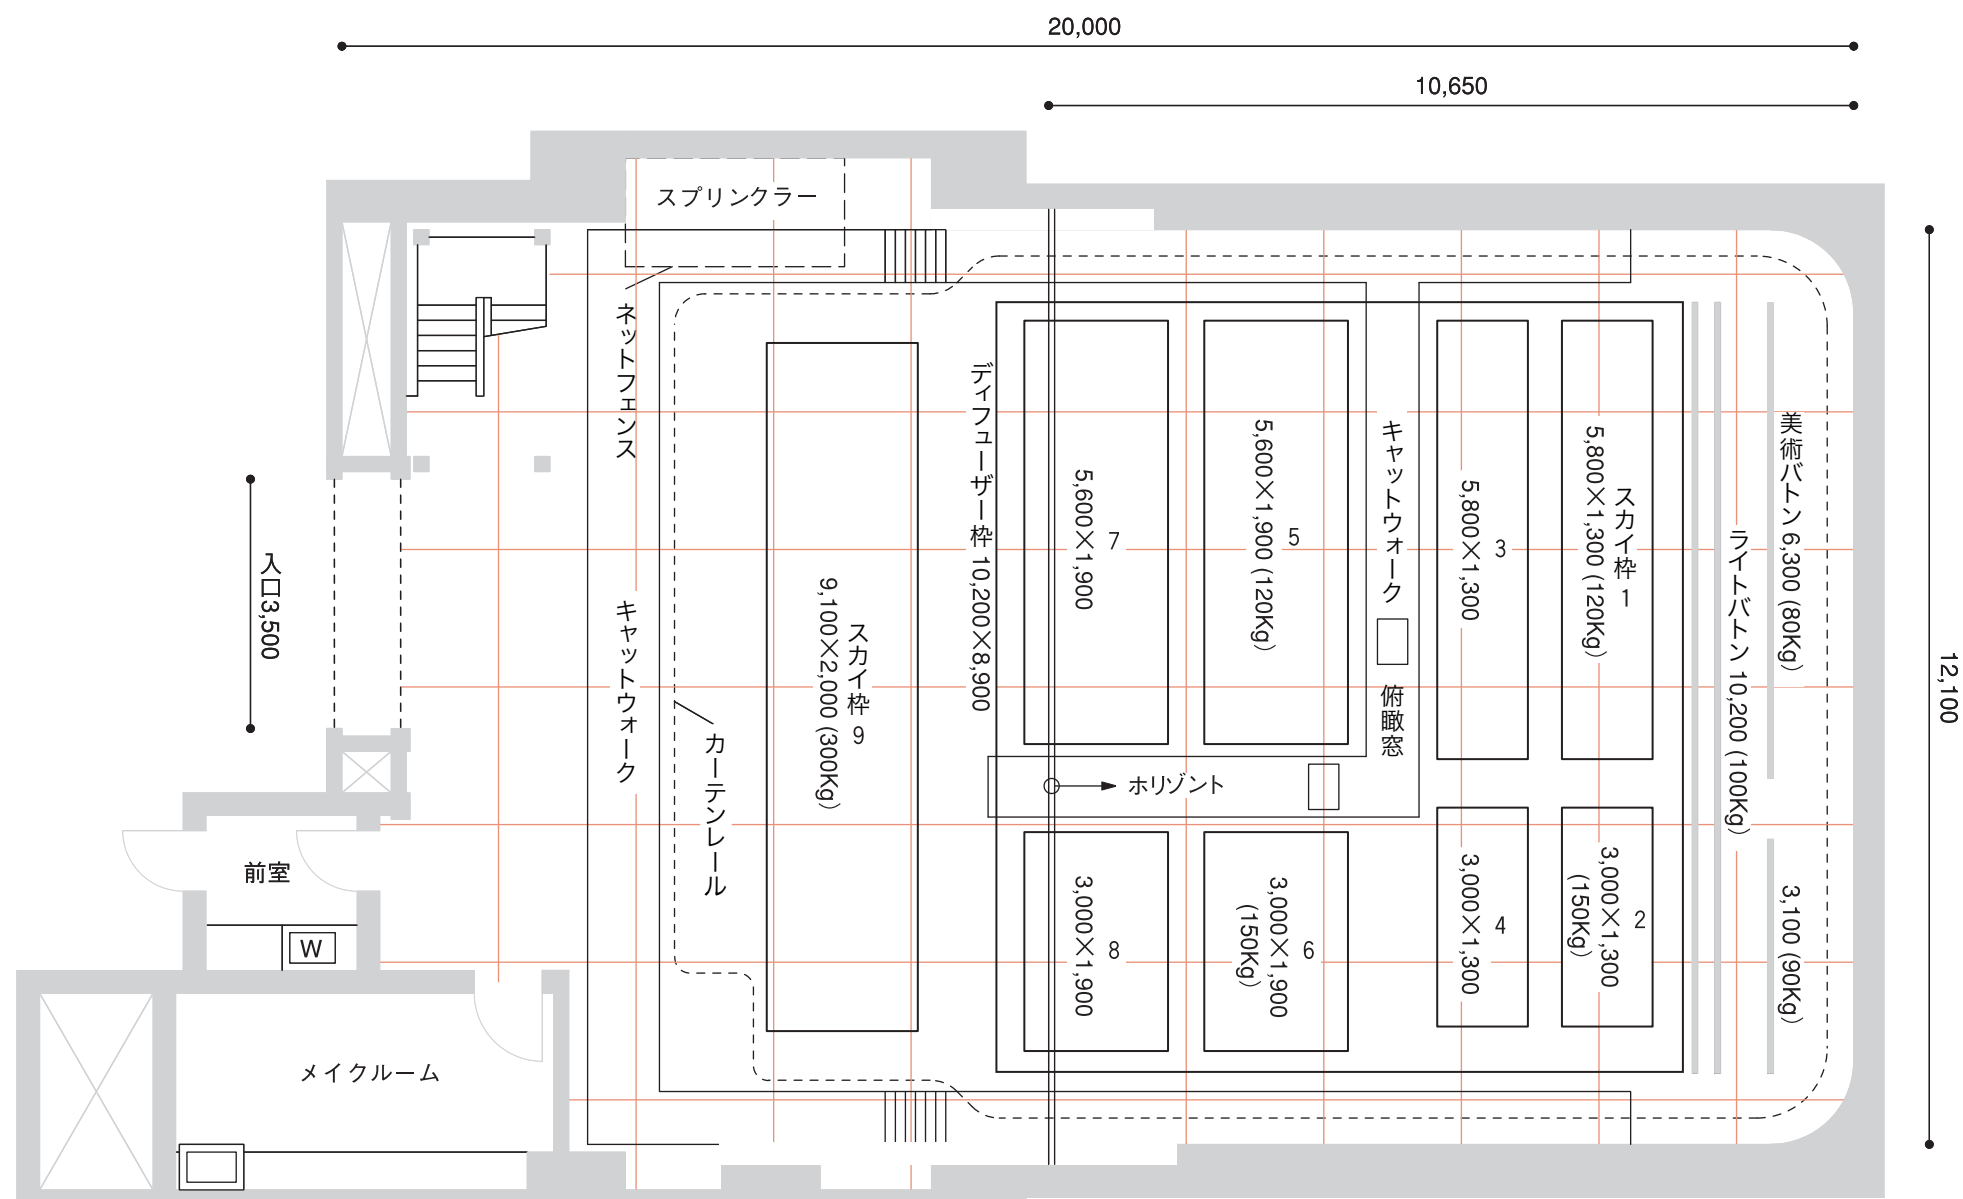 20,000
10,650
スプリンクラー
ネットフェンス
キャットウォーク
カーテンレール
スカイ枠 9
9,100×2,000 (300Kg)
ディフューザー枠 10,200×8,900
7
5,600×1,900
5
5,600×1,900 (120Kg)
キャットウォーク
俯瞰窓
3
5,800×1,300
スカイ枠 1
5,800×1,300 (120Kg)
ライトバトン 10,200 (100Kg)
美術バトン 6,300 (80Kg)
3,100 (90Kg)
12,100
入口3,500
ホリゾント
8
3,000×1,900
6
3,000×1,900
(150Kg)
4
3,000×1,300
2
3,000×1,300
(150Kg)
前室
W
メイクルーム